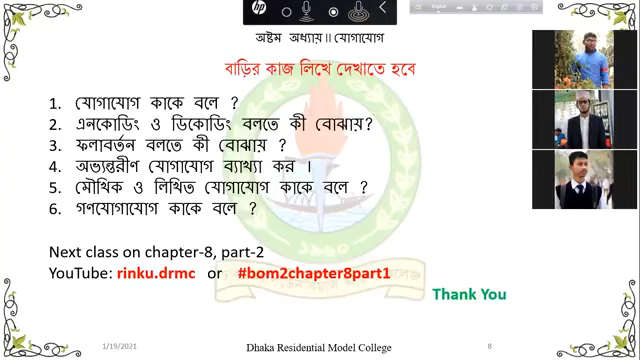 অষ্টম অধ্যায়॥ যোগাযোগ
বাড়ির কাজ লিখে দেখাতে হবে
1. যোগাযোগ কাকে বলে ?
2. এনকোডিং ও ডিকোডিং বলতে কী বোঝায়?
3. ফলাবর্তন বলতে কী বোঝায় ?
4. অভ্যন্তরীণ যোগাযোগ ব্যাখ্যা কর ।
5. মৌখিক ও লিখিত যোগাযোগ কাকে বলে ?
6. গণযোগাযোগ কাকে বলে ?
Next class on chapter-8, part-2
YouTube: rinku.drmc or #bom2chapter8part1
Thank You
1/19/2021 Dhaka Residential Model College 8
hp